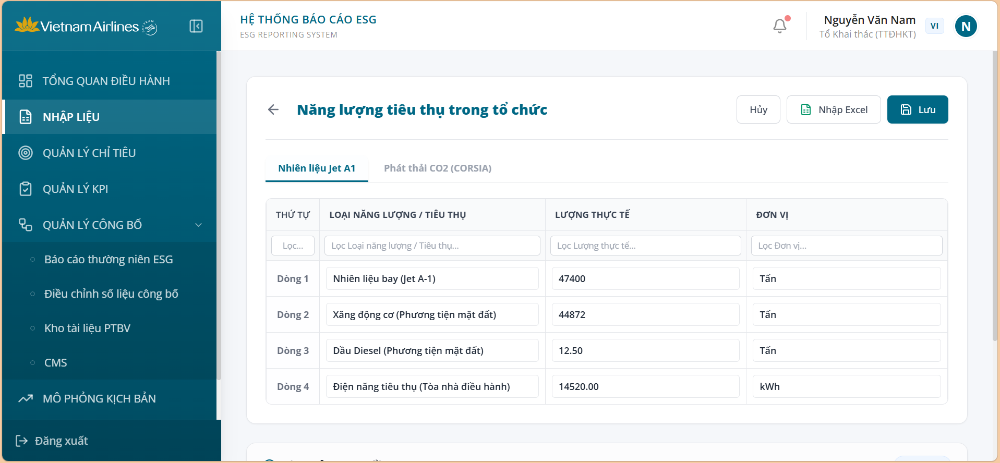 Vietnam Airlines
SKYTEAM
HỆ THỐNG BÁO CÁO ESG
ESG REPORTING SYSTEM
Nguyễn Văn Nam
Tổ Khai thác (TTĐHKT)
VI
N
TỔNG QUAN ĐIỀU HÀNH
NHẬP LIỆU
QUẢN LÝ CHỈ TIÊU
QUẢN LÝ KPI
QUẢN LÝ CÔNG BỐ
Báo cáo thường niên ESG
Điều chỉnh số liệu công bố
Kho tài liệu PTBV
CMS
MÔ PHỎNG KỊCH BẢN
Đăng xuất
Năng lượng tiêu thụ trong tổ chức
Hủy
Nhập Excel
Lưu
Nhiên liệu Jet A1
Phát thải CO2 (CORSIA)
THỨ TỰ LOẠI NĂNG LƯỢNG / TIÊU THỤ LƯỢNG THỰC TẾ ĐƠN VỊ
Lọc... Lọc Loại năng lượng / Tiêu thụ... Lọc Lượng thực tế... Lọc Đơn vị...
Dòng 1 Nhiên liệu bay (Jet A-1) 47400 Tấn
Dòng 2 Xăng động cơ (Phương tiện mặt đất) 44872 Tấn
Dòng 3 Dầu Diesel (Phương tiện mặt đất) 12.50 Tấn
Dòng 4 Điện năng tiêu thụ (Tòa nhà điều hành) 14520.00 kWh